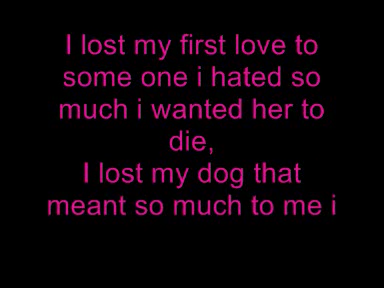 I lost my first love to
some one i hated so
much i wanted her to
die,
I lost my dog that
meant so much to me i